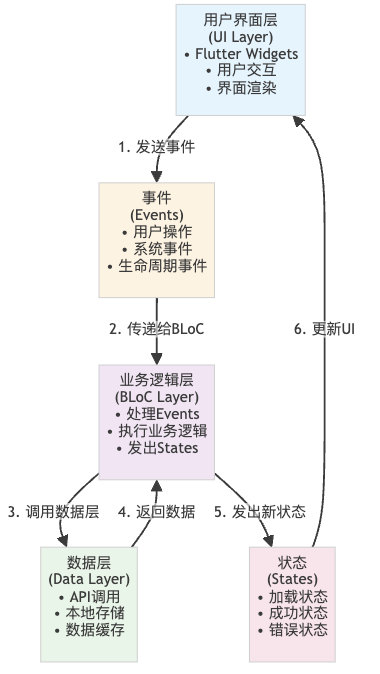 用户界面层
(UI Layer)
• Flutter Widgets
• 用户交互
• 界面渲染
1. 发送事件
事件
(Events)
• 用户操作
• 系统事件
• 生命周期事件
2. 传递给BLoC
6. 更新UI
业务逻辑层
(BLoC Layer)
• 处理Events
• 执行业务逻辑
• 发出States
3. 调用数据层
4. 返回数据
5. 发出新状态
数据层
(Data Layer)
• API调用
• 本地存储
• 数据缓存
状态
(States)
• 加载状态
• 成功状态
• 错误状态